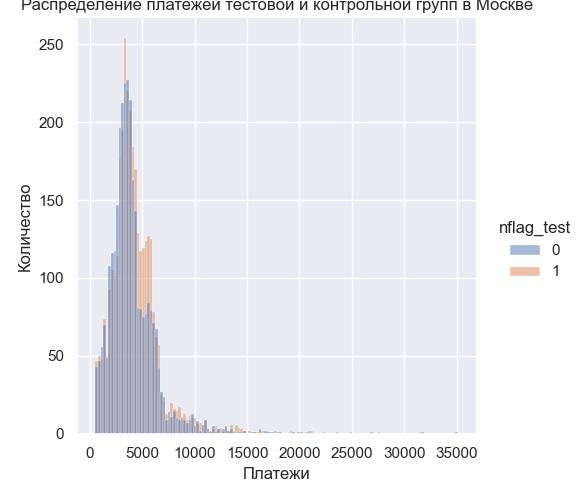 Распределение платежей тестовой и контрольной групп в Москве
250
200
150
100
50
0
Количество
0 5000 10000 15000 20000 25000 30000 35000
Платежи
nflag_test
0
1